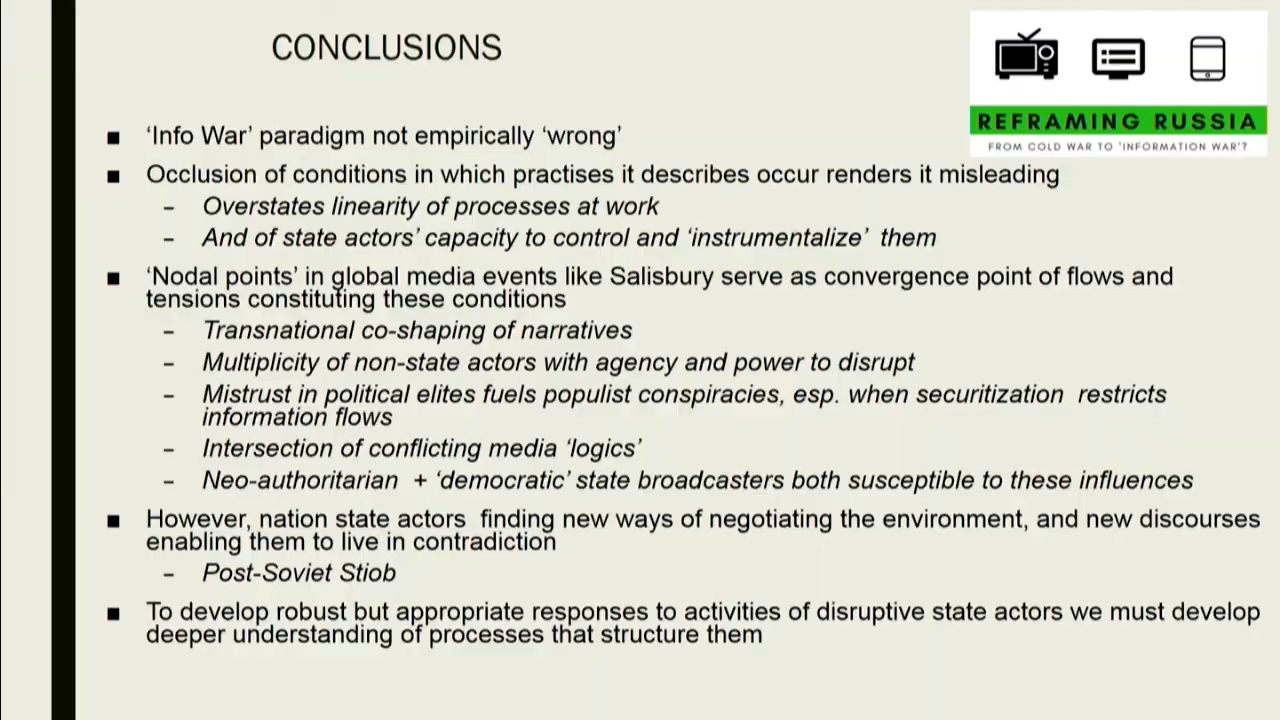 CONCLUSIONS
REFRAMING RUSSIA
FROM COLD WAR TO 'INFORMATION WAR'?
■ ‘Info War’ paradigm not empirically ‘wrong’
■ Occlusion of conditions in which practises it describes occur renders it misleading
– Overstates linearity of processes at work
– And of state actors’ capacity to control and ‘instrumentalize’ them
■ ‘Nodal points’ in global media events like Salisbury serve as convergence point of flows and
tensions constituting these conditions
– Transnational co-shaping of narratives
– Multiplicity of non-state actors with agency and power to disrupt
– Mistrust in political elites fuels populist conspiracies, esp. when securitization restricts
information flows
– Intersection of conflicting media ‘logics’
– Neo-authoritarian + ‘democratic’ state broadcasters both susceptible to these influences
■ However, nation state actors finding new ways of negotiating the environment, and new discourses
enabling them to live in contradiction
– Post-Soviet Stiob
■ To develop robust but appropriate responses to activities of disruptive state actors we must develop
deeper understanding of processes that structure them